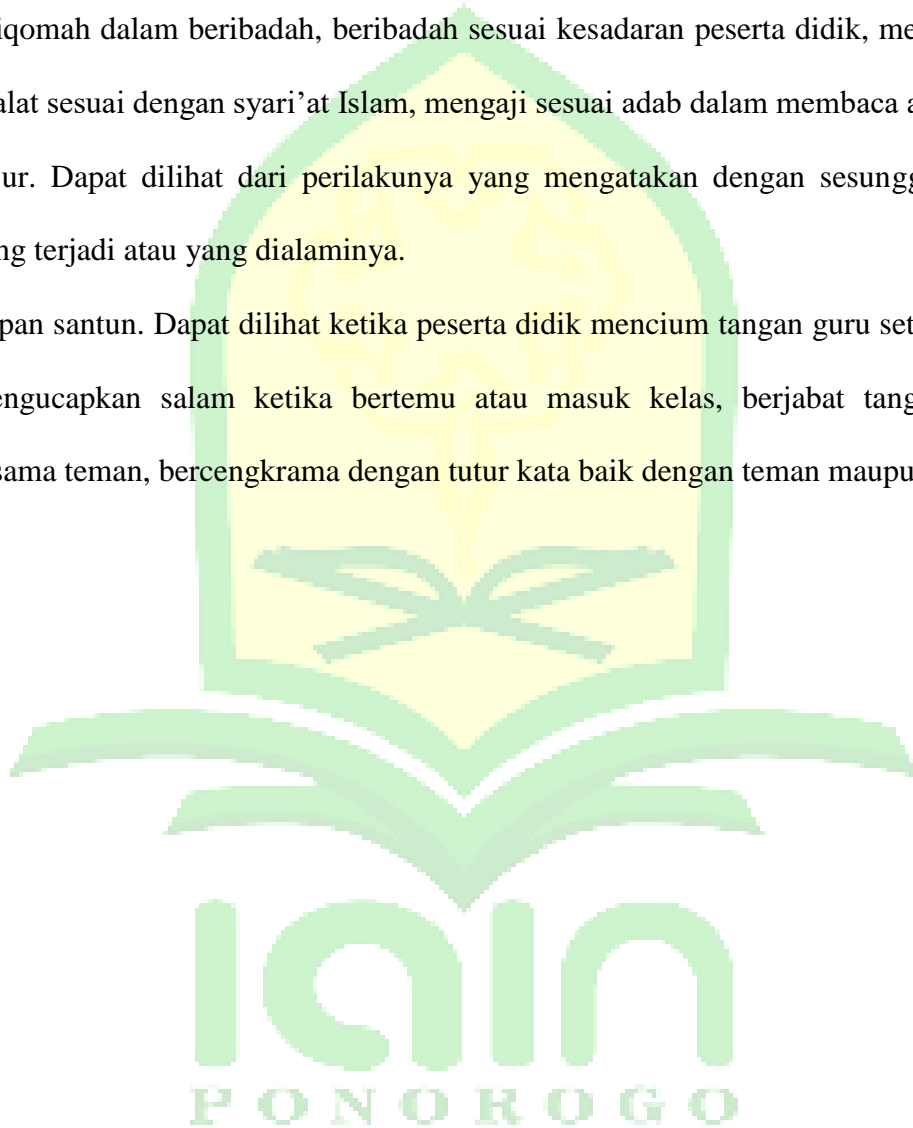 iqomah dalam beribadah, beribadah sesuai kesadaran peserta didik, me
alat sesuai dengan syari’at Islam, mengaji sesuai adab dalam membaca a
ur. Dapat dilihat dari perilakunya yang mengatakan dengan sesungg
ng terjadi atau yang dialaminya.
pan santun. Dapat dilihat ketika peserta didik mencium tangan guru set
engucapkan salam ketika bertemu atau masuk kelas, berjabat tang
sama teman, bercengkrama dengan tutur kata baik dengan teman maupu
iain
PONOROGO